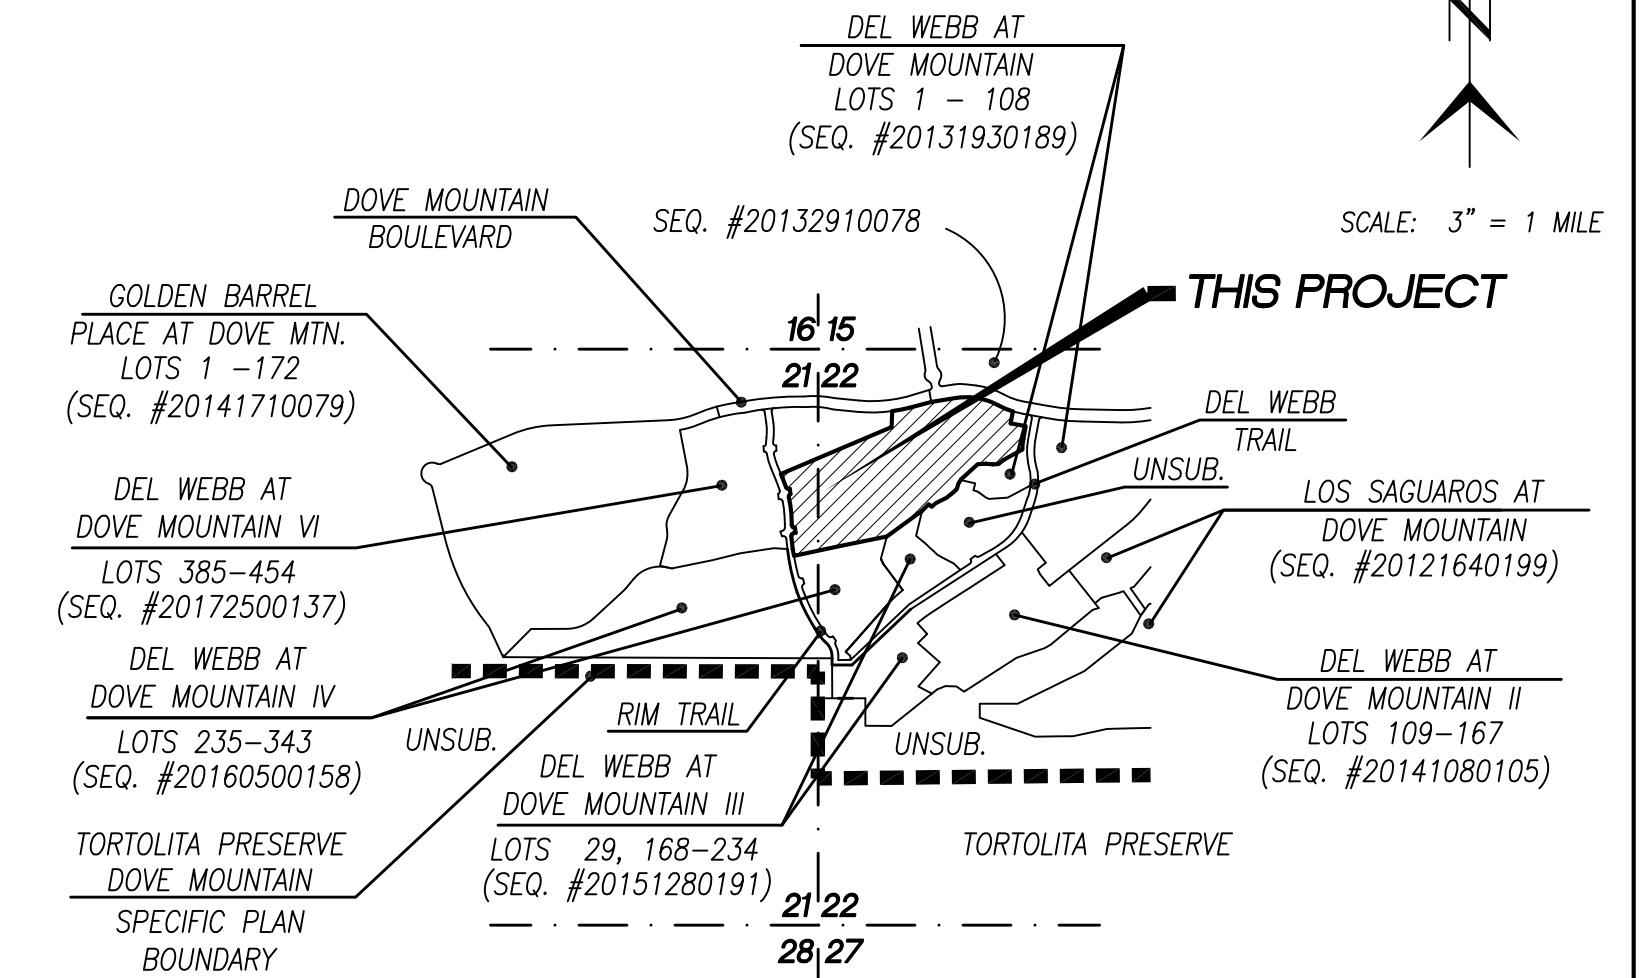 DEL WEBB AT
DOVE MOUNTAIN
LOTS 1 - 108
(SEQ. #20131930189)
N
SCALE: 3" = 1 MILE
DOVE MOUNTAIN
BOULEVARD
SEQ. #20132910078
THIS PROJECT
GOLDEN BARREL
PLACE AT DOVE MTN.
LOTS 1 -172
(SEQ. #20141710079)
16 15
21 22
DEL WEBB
TRAIL
UNSUB.
DEL WEBB AT
DOVE MOUNTAIN VI
LOTS 385-454
(SEQ. #20172500137)
LOS SAGUAROS AT
DOVE MOUNTAIN
(SEQ. #20121640199)
DEL WEBB AT
DOVE MOUNTAIN IV
LOTS 235-343
(SEQ. #20160500158)
UNSUB.
RIM TRAIL
UNSUB.
DEL WEBB AT
DOVE MOUNTAIN II
LOTS 109-167
(SEQ. #20141080105)
DEL WEBB AT
DOVE MOUNTAIN III
LOTS 29, 168-234
(SEQ. #20151280191)
TORTOLITA PRESERVE
DOVE MOUNTAIN
SPECIFIC PLAN
BOUNDARY
TORTOLITA PRESERVE
21 22
28 27